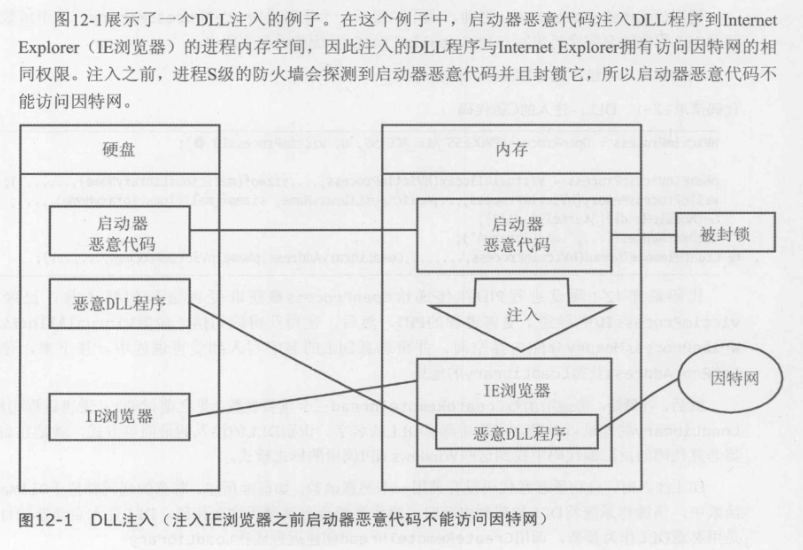 图12-1展示了一个DLL注入的例子。在这个例子中，启动器恶意代码注入DLL程序到Internet
Explorer（IE浏览器）的进程内存空间，因此注入的DLL程序与Internet Explorer拥有访问因特网的相
同权限。注入之前，进程S级的防火墙会探测到启动器恶意代码并且封锁它，所以启动器恶意代码不
能访问因特网。
硬盘
内存
启动器
恶意代码
启动器
恶意代码
被封锁
恶意DLL程序
注入
IE浏览器
IE浏览器
恶意DLL程序
因特网
图12-1 DLL注入（注入IE浏览器之前启动器恶意代码不能访问因特网）